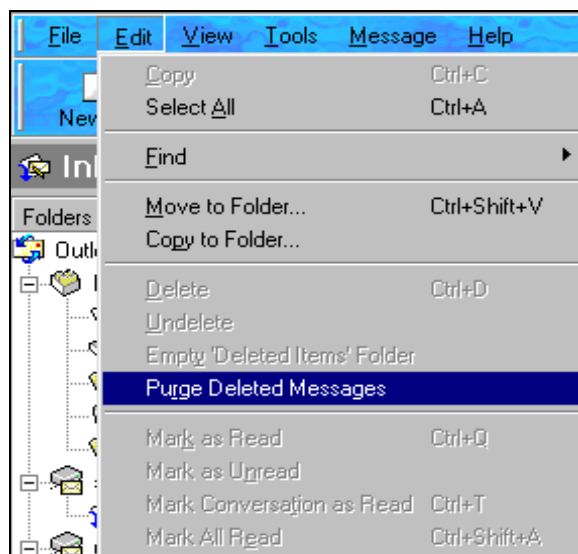 File Edit View Tools Message Help
Copy Ctrl+C
Select All Ctrl+A
New
Find
Move to Folder... Ctrl+Shift+V
Folders
Copy to Folder...
Delete Ctrl+D
Undelete
Empty 'Deleted Items' Folder
Purge Deleted Messages
Mark as Read Ctrl+Q
Mark as Unread
Mark Conversation as Read Ctrl+T
Mark All Read Ctrl+Shift+A